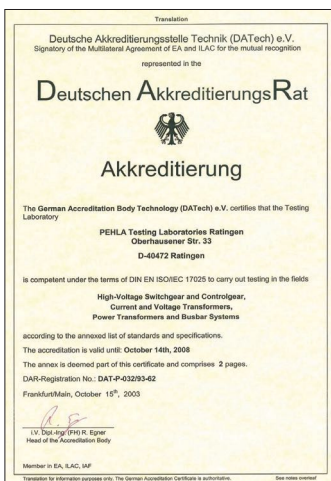 Translation
Deutsche Akkreditierungsstelle Technik (DATech) e.V.
Signatory of the Multilateral Agreement of EA and ILAC for the mutual recognition
represented in the
Deutschen AkkreditierungsRat
Akkreditierung
The German Accreditation Body Technology (DATech) e.V. certifies that the Testing
Laboratory
PEHLA Testing Laboratories Ratingen
Oberhausener Str. 33
D-40472 Ratingen
is competent under the terms of DIN EN ISO/IEC 17025 to carry out testing in the fields
High-Voltage Switchgear and Controlgear,
Current and Voltage Transformers,
Power Transformers and Busbar Systems
according to the annexed list of standards and specifications.
The accreditation is valid until: October 14th, 2008
The annex is deemed part of this certificate and comprises 2 pages.
DAR-Registration No.: DAT-P-032/93-62
Frankfurt/Main, October 15th, 2003
i.V. Dipl.-Ing. (FH) R. Egner
Head of the Accreditation Body
Member in EA, ILAC, IAF
Translation for information purposes only. The German Accreditation Certificate is authoritative. See notes overleaf